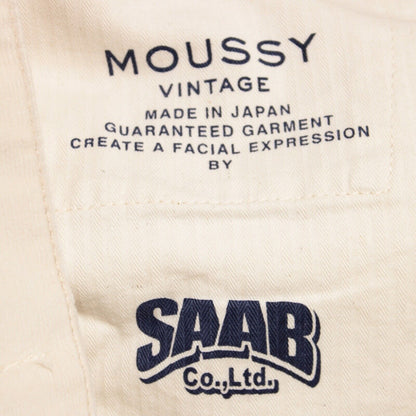 MOUSSY
VINTAGE
MADE IN JAPAN
GUARANTEED GARMENT
CREATE A FACIAL EXPRESSION
BY
SAAB
Co.,Ltd.